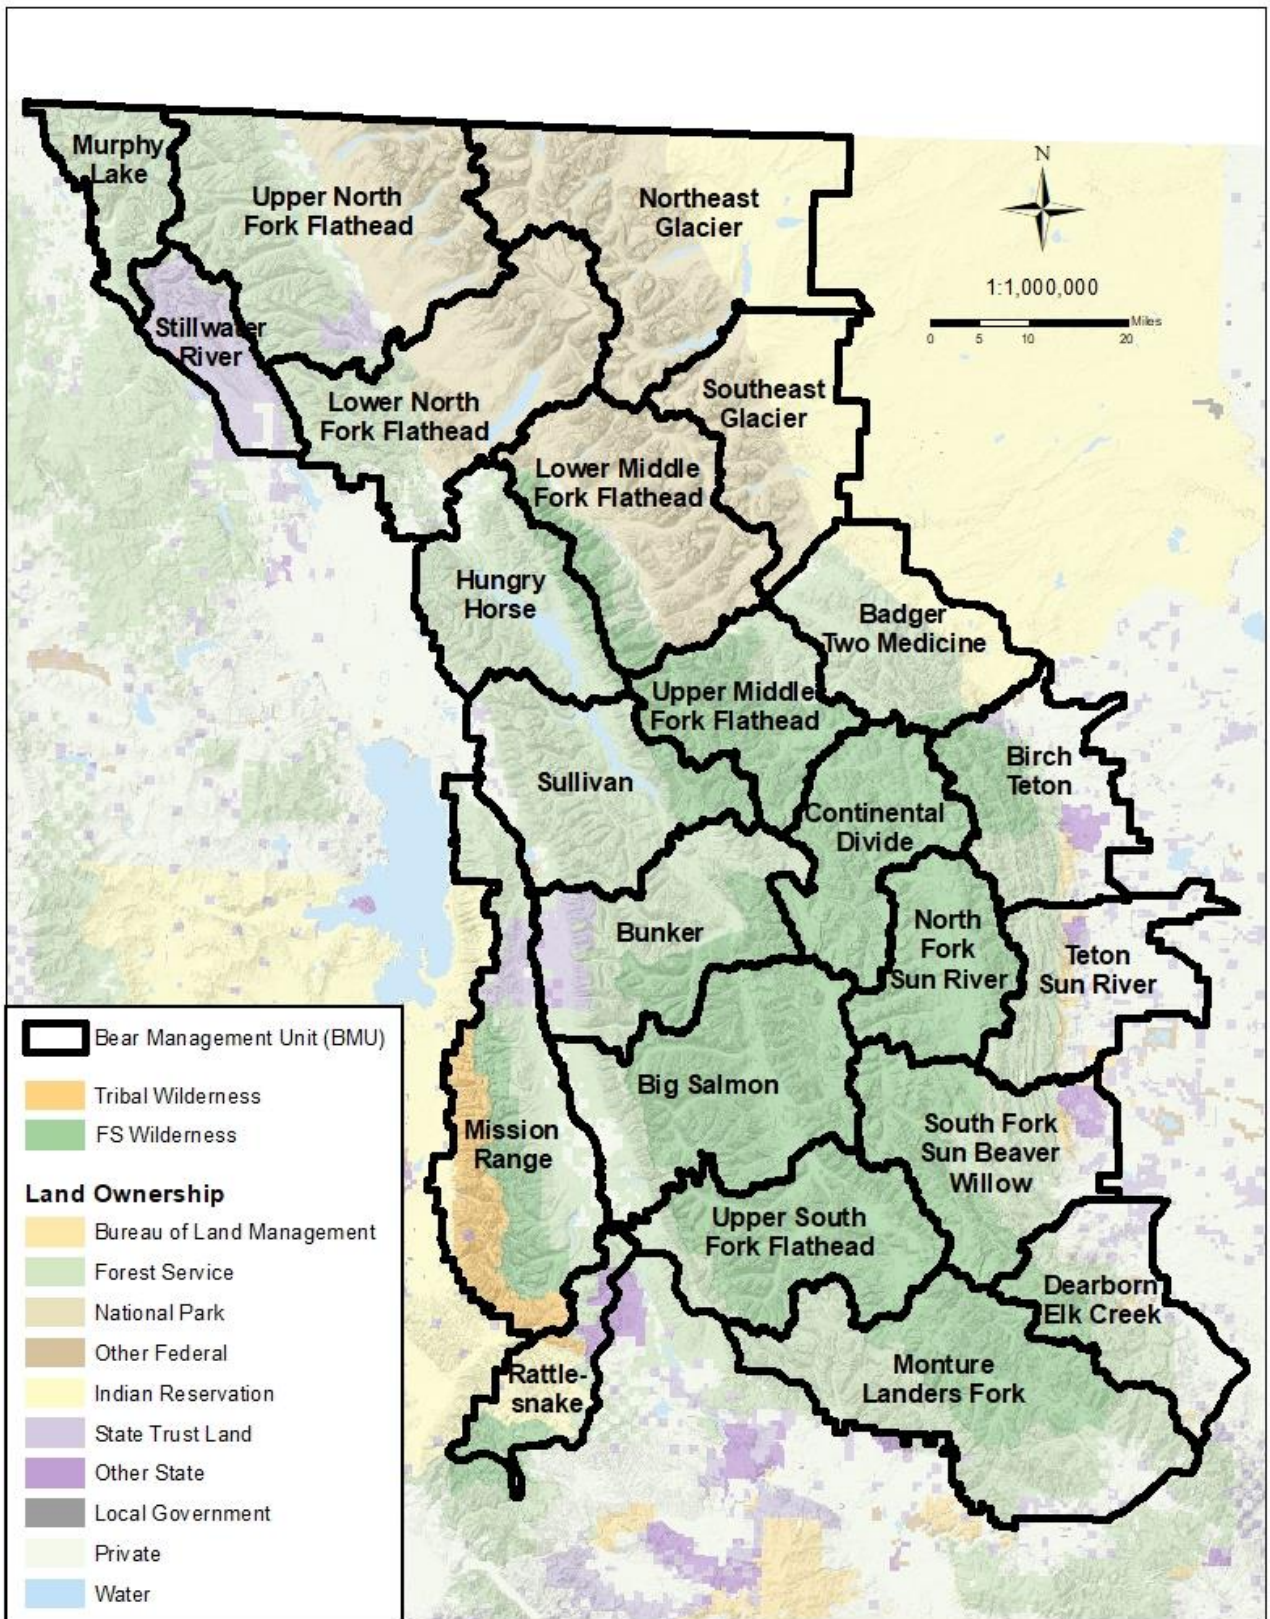 Murphy
Lake
Upper North
Fork Flathead
Northeast
Glacier
N
1:1,000,000
Miles
0 5 10 20
Stillwater
River
Lower North
Fork Flathead
Southeast
Glacier
Lower Middle
Fork Flathead
Hungry
Horse
Badger
Two Medicine
Upper Middle
Fork Flathead
Birch
Teton
Sullivan
Continental
Divide
Bunker
North
Fork
Sun River
Teton
Sun River
Big Salmon
Mission
Range
South Fork
Sun Beaver
Willow
Upper South
Fork Flathead
Dearborn
Elk Creek
Rattle-
snake
Monture
Landers Fork
Bear Management Unit (BMU)
Tribal Wilderness
FS Wilderness
Land Ownership
Bureau of Land Management
Forest Service
National Park
Other Federal
Indian Reservation
State Trust Land
Other State
Local Government
Private
Water